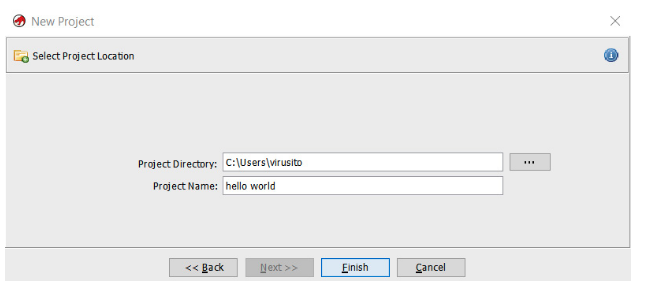 New Project
Select Project Location
Project Directory: C:\Users\virusito ...
Project Name: hello world
<< Back Next >> Finish Cancel